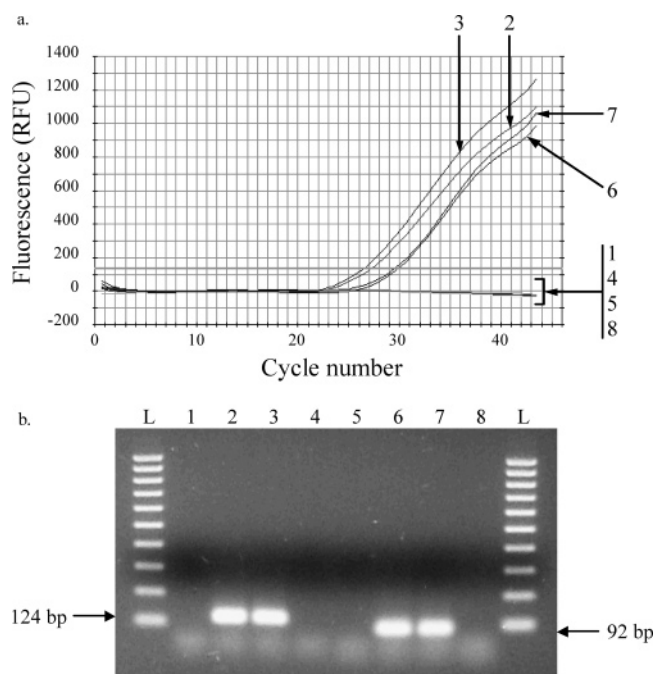 a.
3 2
1400
1200
1000
800
600
400
200
0
-200
Fluorescence (RFU)
7
6
1
4
5
8
0 10 20 30 40
Cycle number
b.
L 1 2 3 4 5 6 7 8 L
124 bp
92 bp